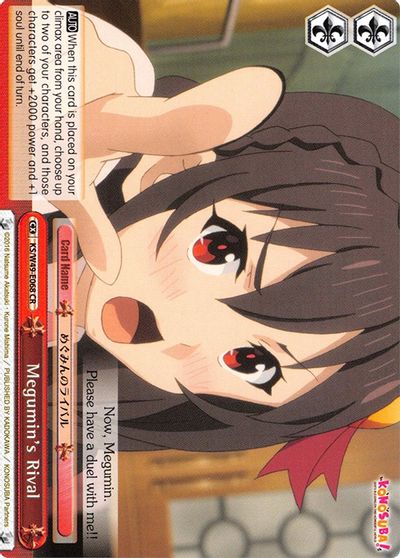 【AUTO】 When this card is placed on your
climax area from your hand, choose up
to two of your characters, and those
characters get +2000 power and +1
soul until end of turn.
Now, Megumin.
Please have a duel with me!!
Card Name
めぐみんのライバル
CX
KS/W49-E068 CR
Megumin's Rival
©2016 Natsume Akatsuki・Kurone Mishima / PUBLISHED BY KADOKAWA / KONOSUBA Partners
KONOSUBA!